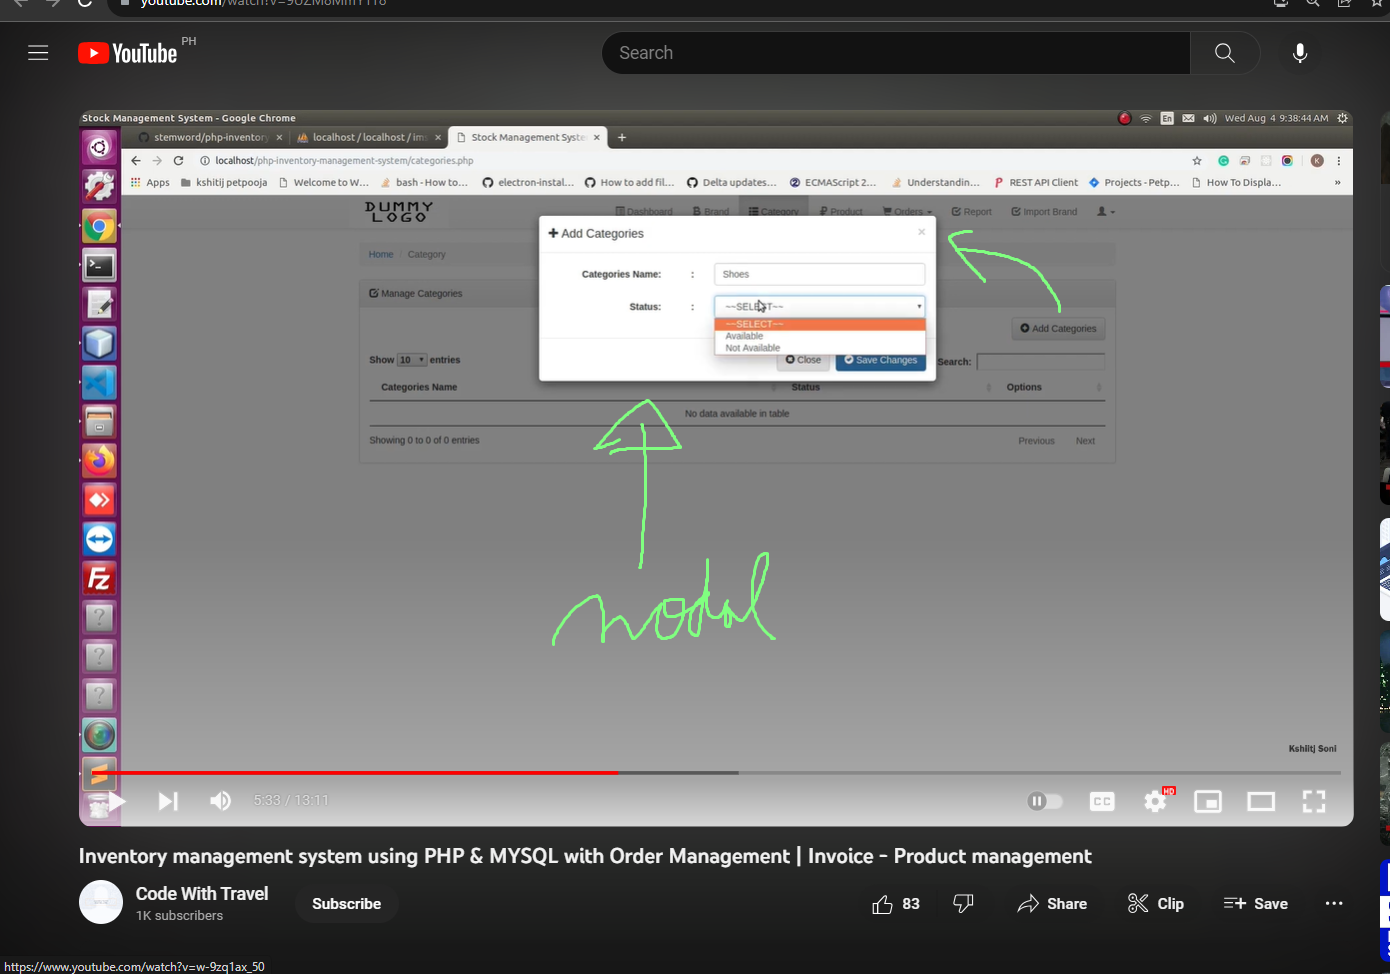 youtube.com/watch?v=9UZM8MmY1Y8
YouTube PH
Search
Stock Management System - Google Chrome
En
Wed Aug 4 9:38:44 AM
stemword/php-inventory
localhost / localhost / ims
Stock Management Syste
localhost/php-inventory-management-system/categories.php
K
Apps
kshitij petpooja
Welcome to W...
bash - How to...
electron-instal...
How to add fil...
Delta updates...
ECMAScript 2...
Understandin...
REST API Client
Projects - Petp...
How To Displa...
»
DUMMY
LOGO
Dashboard
Brand
Category
Product
Orders
Report
Import Brand
Add Categories
×
Home / Category
Categories Name: : Shoes
Manage Categories
Status: : ~~SELECT~~
~~SELECT~~
Available
Not Available
Add Categories
Show 10 entries
Close
Save Changes
Search:
Categories Name
Status
Options
No data available in table
Showing 0 to 0 of 0 entries
Previous
Next
modal
Kshiitj Soni
5:33 / 13:11
CC
HD
Inventory management system using PHP & MYSQL with Order Management | Invoice - Product management
Code With Travel
1K subscribers
Subscribe
83
Share
Clip
Save
https://www.youtube.com/watch?v=w-9zq1ax_50